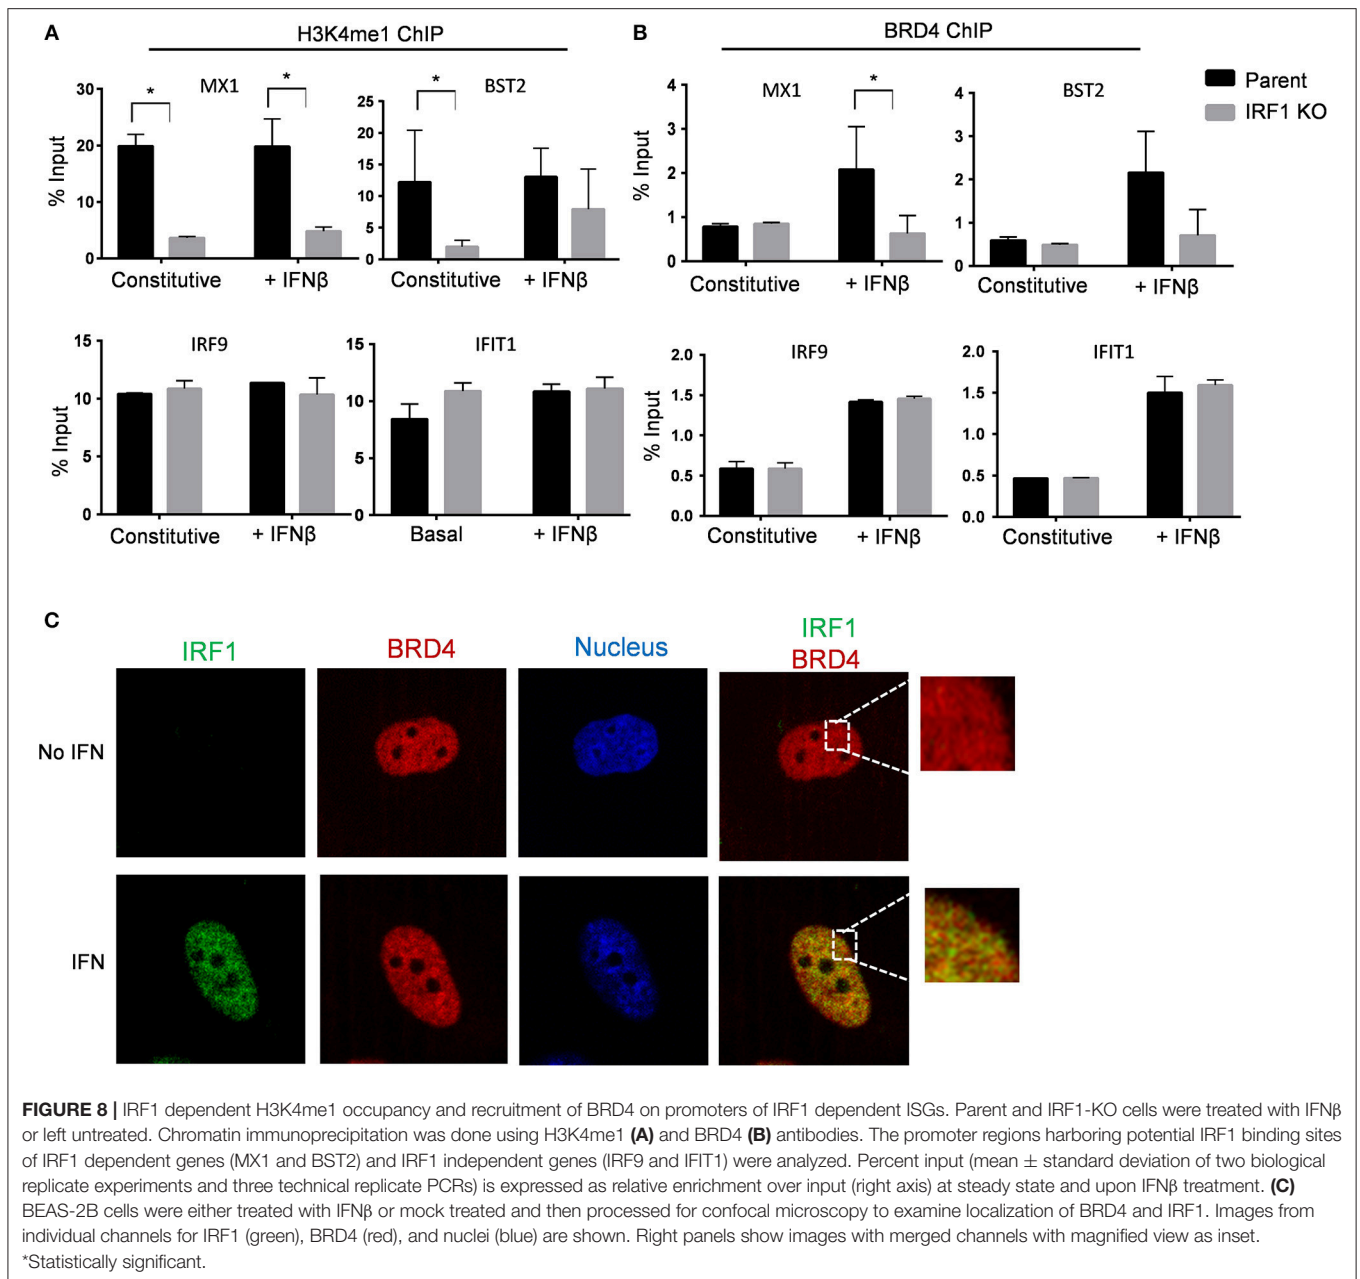 A
H3K4me1 ChIP
MX1
*
*
% Input
30
20
10
0
Constitutive
+ IFNβ
BST2
*
25
20
15
10
5
0
Constitutive
+ IFNβ
IRF9
% Input
15
10
5
0
Constitutive
+ IFNβ
IFIT1
15
10
5
0
Basal
+ IFNβ
B
BRD4 ChIP
MX1
*
% Input
4
3
2
1
0
Constitutive
+ IFNβ
BST2
4
3
2
1
0
Constitutive
+ IFNβ
Parent
IRF1 KO
IRF9
% Input
2.0
1.5
1.0
0.5
0.0
Constitutive
+ IFNβ
IFIT1
2.0
1.5
1.0
0.5
0.0
Constitutive
+ IFNβ
C
IRF1
BRD4
Nucleus
IRF1
BRD4
No IFN
IFN
FIGURE 8 | IRF1 dependent H3K4me1 occupancy and recruitment of BRD4 on promoters of IRF1 dependent ISGs. Parent and IRF1-KO cells were treated with IFNβ
or left untreated. Chromatin immunoprecipitation was done using H3K4me1 (A) and BRD4 (B) antibodies. The promoter regions harboring potential IRF1 binding sites
of IRF1 dependent genes (MX1 and BST2) and IRF1 independent genes (IRF9 and IFIT1) were analyzed. Percent input (mean ± standard deviation of two biological
replicate experiments and three technical replicate PCRs) is expressed as relative enrichment over input (right axis) at steady state and upon IFNβ treatment. (C)
BEAS-2B cells were either treated with IFNβ or mock treated and then processed for confocal microscopy to examine localization of BRD4 and IRF1. Images from
individual channels for IRF1 (green), BRD4 (red), and nuclei (blue) are shown. Right panels show images with merged channels with magnified view as inset.
*Statistically significant.